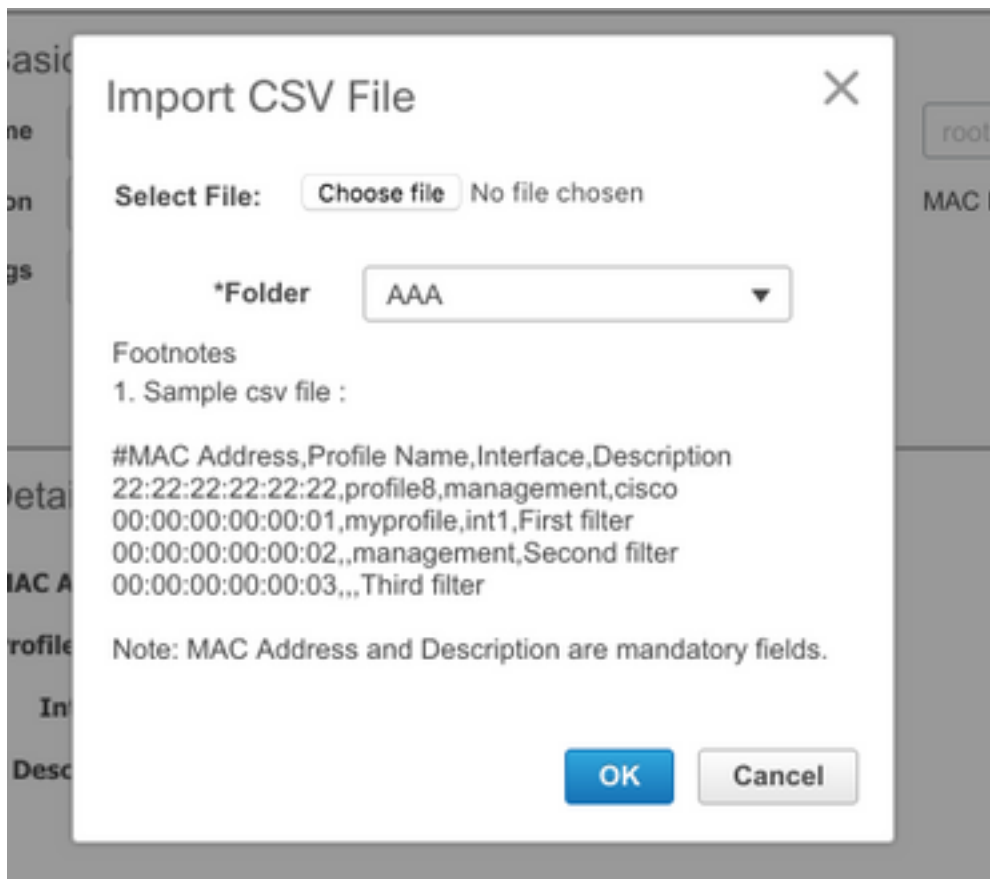 Import CSV File
Select File: Choose file No file chosen
*Folder AAA
Footnotes
1. Sample csv file :
#MAC Address,Profile Name,Interface,Description
22:22:22:22:22:22,profile8,management,cisco
00:00:00:00:00:01,myprofile,int1,First filter
00:00:00:00:00:02,,management,Second filter
00:00:00:00:00:03,,,Third filter
Note: MAC Address and Description are mandatory fields.
OK Cancel
root
MAC